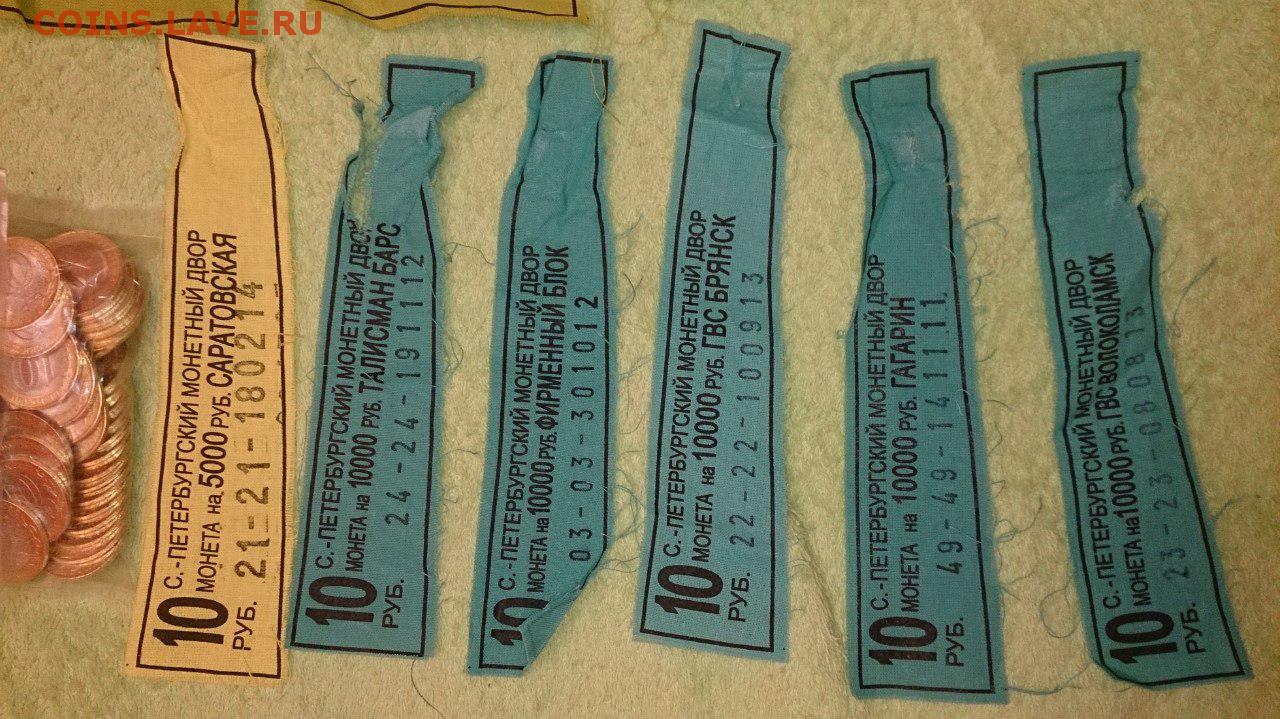 COINS.LAVE.RU
10
РУБ.
С.-ПЕТЕРБУРГСКИЙ МОНЕТНЫЙ ДВОР
МОНЕТА на 5000 РУБ. САРАТОВСКАЯ
21-21-180214
10
РУБ.
С.-ПЕТЕРБУРГСКИЙ МОНЕТНЫЙ ДВОР
МОНЕТА на 10000 РУБ. ТАЛИСМАН БАРС
24-24-191112
10
С.-ПЕТЕРБУРГСКИЙ МОНЕТНЫЙ ДВОР
МОНЕТА на 10000 РУБ. ФИРМЕННЫЙ БЛОК
03-03-301012
10
РУБ.
С.-ПЕТЕРБУРГСКИЙ МОНЕТНЫЙ ДВОР
МОНЕТА на 10000 РУБ. ГВС БРЯНСК
22-22-100913
10
РУБ.
С.-ПЕТЕРБУРГСКИЙ МОНЕТНЫЙ ДВОР
МОНЕТА на 10000 РУБ. ГАГАРИН
49-49-141111
10
РУБ.
С.-ПЕТЕРБУРГСКИЙ МОНЕТНЫЙ ДВОР
МОНЕТА на 10000 РУБ. ГВС ВОЛОКОЛАМСК
23-23-080813